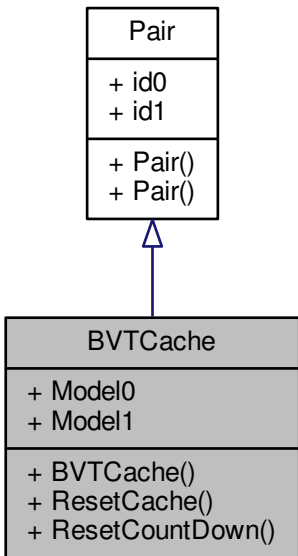 Pair
+ id0
+ id1
+ Pair()
+ Pair()
BVTCache
+ Model0
+ Model1
+ BVTCache()
+ ResetCache()
+ ResetCountDown()